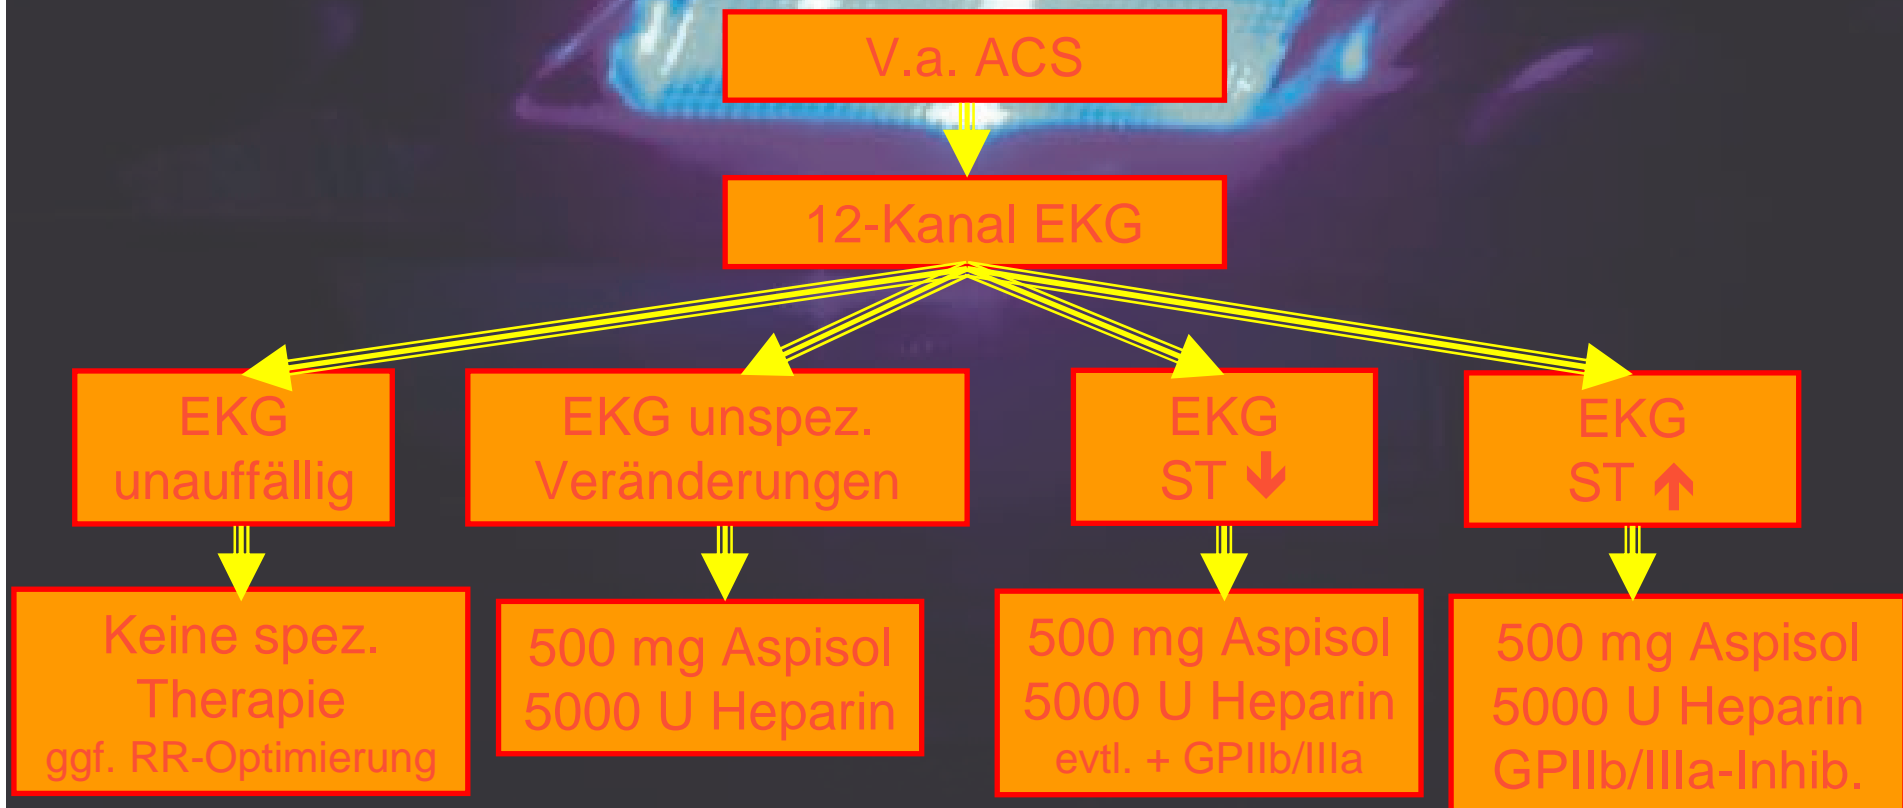 V.a. ACS
12-Kanal EKG
EKG
unauffällig
EKG unspez.
Veränderungen
EKG
ST 🡻
EKG
ST 🡹
Keine spez.
Therapie
ggf. RR-Optimierung
500 mg Aspisol
5000 U Heparin
500 mg Aspisol
5000 U Heparin
evtl. + GPIIb/IIIa
500 mg Aspisol
5000 U Heparin
GPIIb/IIIa-Inhib.